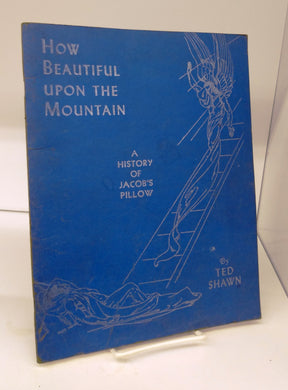 How
Beautiful
upon the
Mountain
A
HISTORY
OF
JACOB'S
PILLOW
By
TED
SHAWN